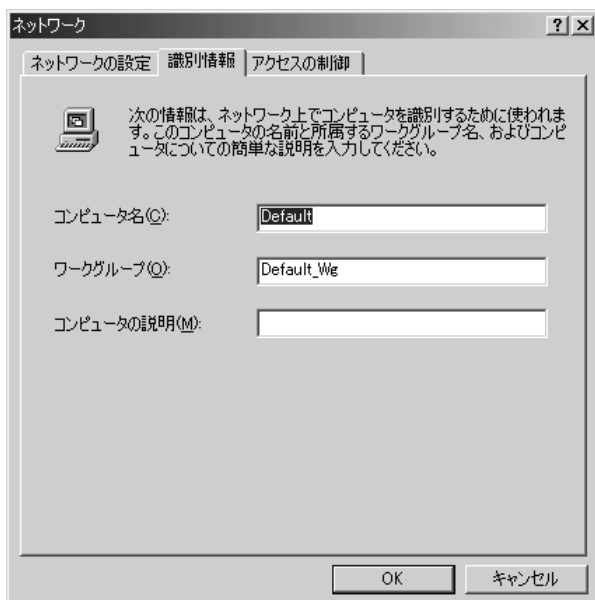 ネットワーク
ネットワークの設定 識別情報 アクセスの制御
次の情報は、ネットワーク上でコンピュータを識別するために使われま
す。このコンピュータの名前と所属するワークグループ名、およびコンピ
ュータについての簡単な説明を入力してください。
コンピュータ名(C): Default
ワークグループ(O): Default_Wg
コンピュータの説明(M):
OK キャンセル